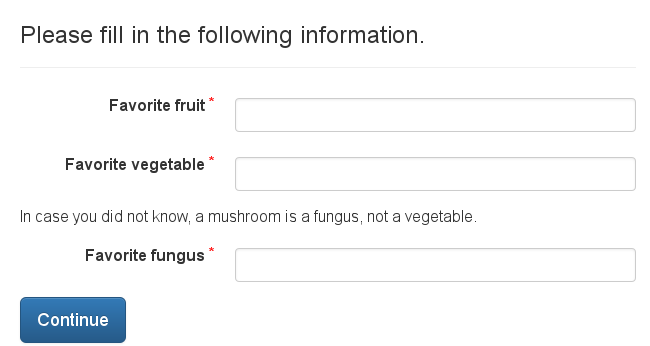 Please fill in the following information.
Favorite fruit *
Favorite vegetable *
In case you did not know, a mushroom is a fungus, not a vegetable.
Favorite fungus *
Continue